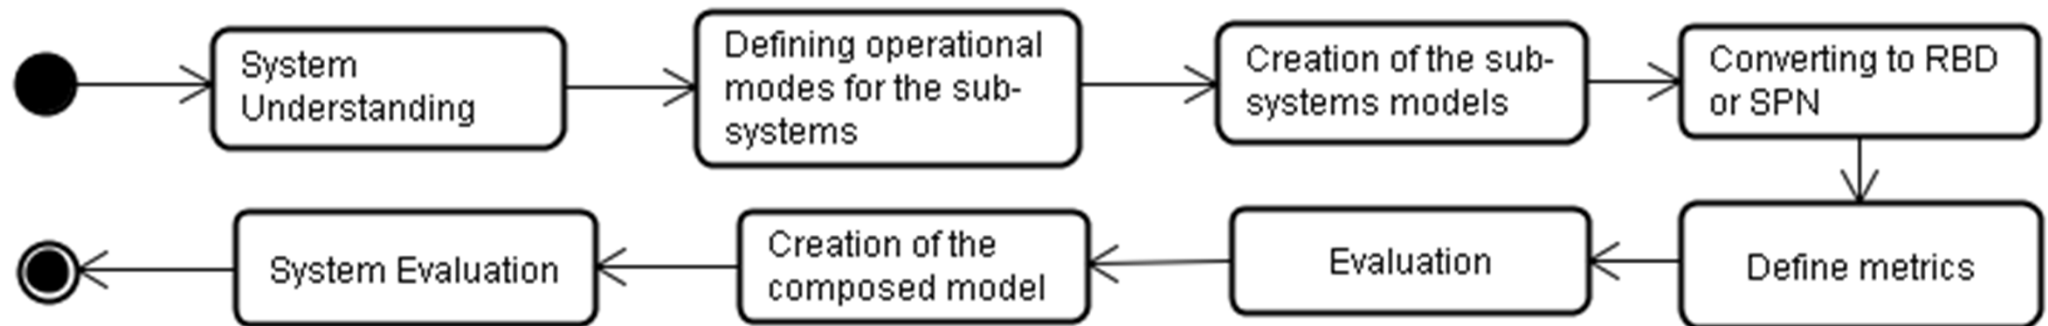 System
Understanding
Defining operational
modes for the sub-
systems
Creation of the sub-
systems models
Converting to RBD
or SPN
Define metrics
Evaluation
Creation of the
composed model
System Evaluation